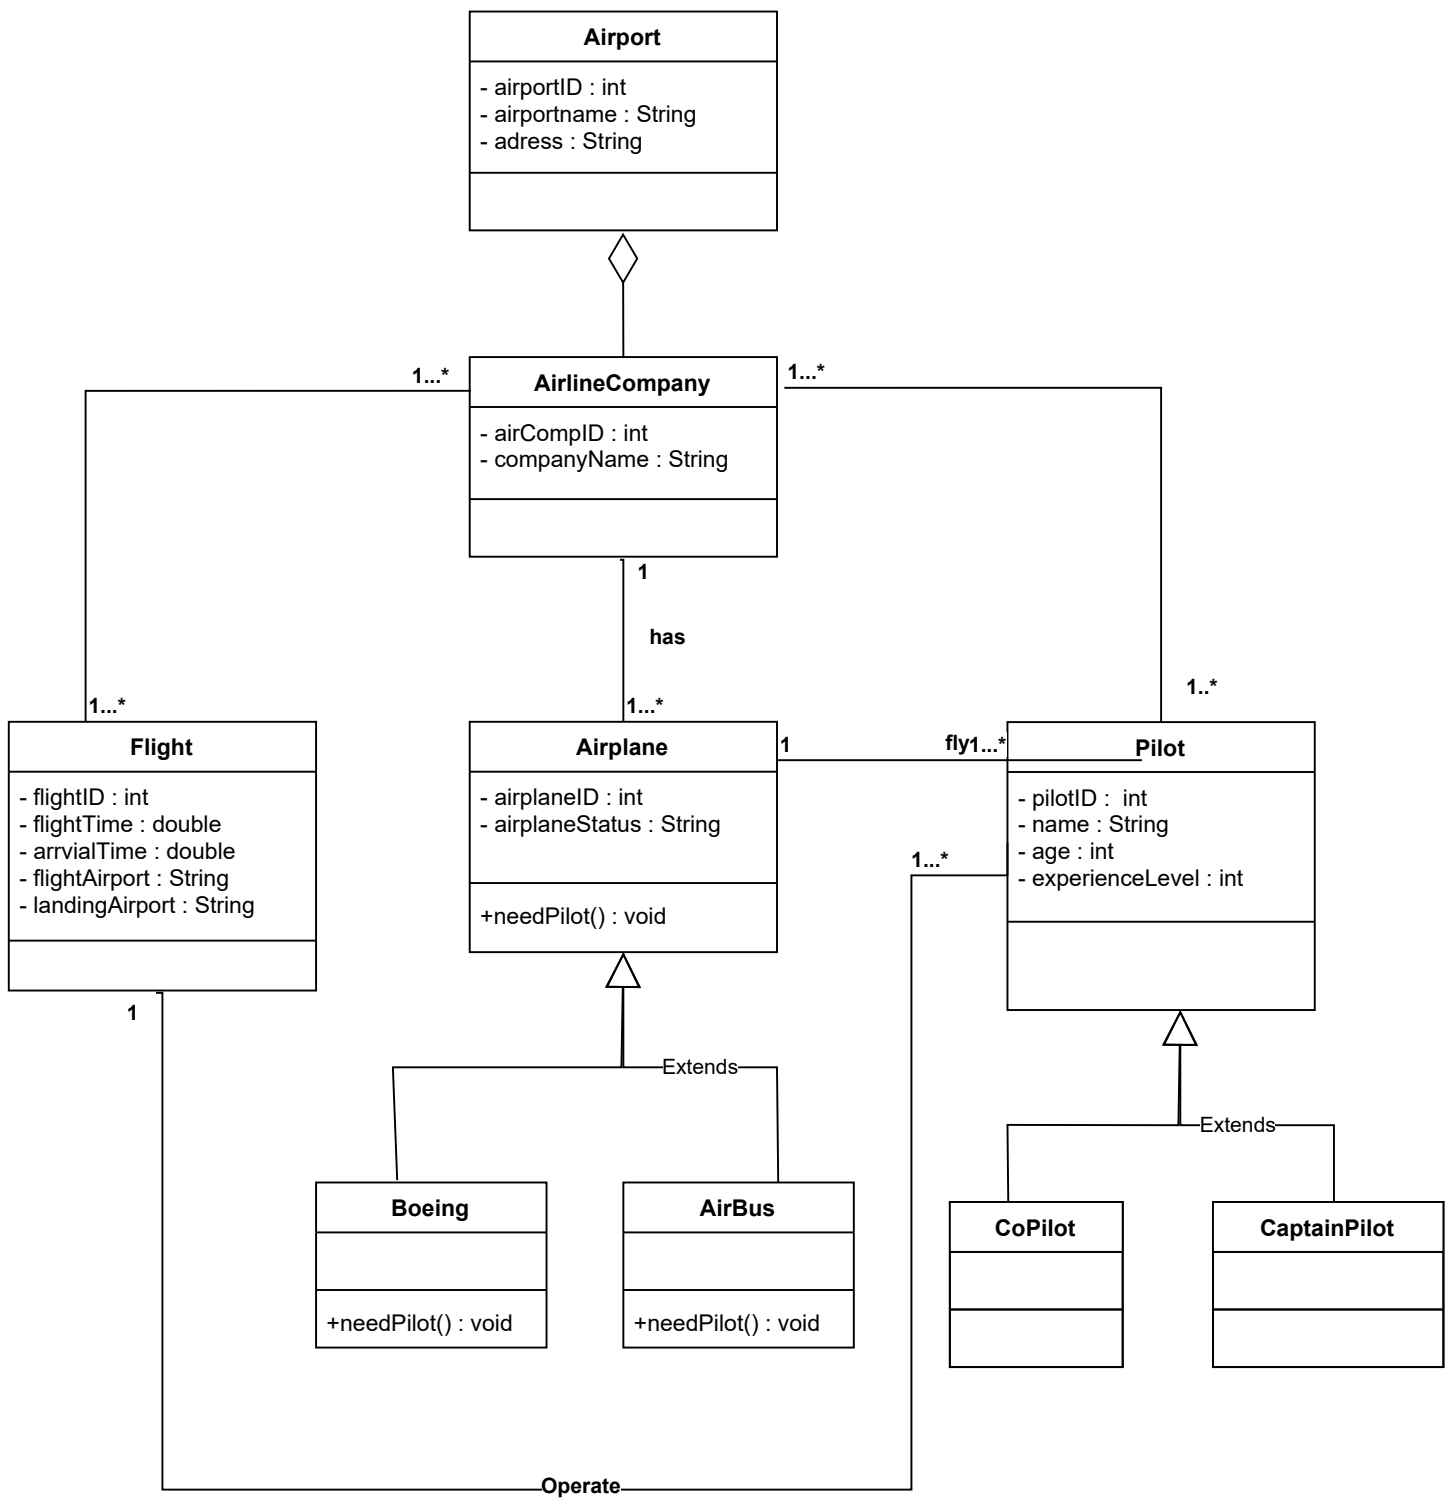 Airport
- airportID : int
- airportname : String
- adress : String
1...*
AirlineCompany
1...*
- airCompID : int
- companyName : String
1
has
1...*
1...*
1..*
Flight
- flightID : int
- flightTime : double
- arrvialTime : double
- flightAirport : String
- landingAirport : String
1
Airplane
- airplaneID : int
- airplaneStatus : String
+needPilot() : void
1
fly
1...*
Pilot
- pilotID :  int
- name : String
- age : int
- experienceLevel : int
1...*
Extends
Extends
Boeing
+needPilot() : void
AirBus
+needPilot() : void
CoPilot
CaptainPilot
Operate